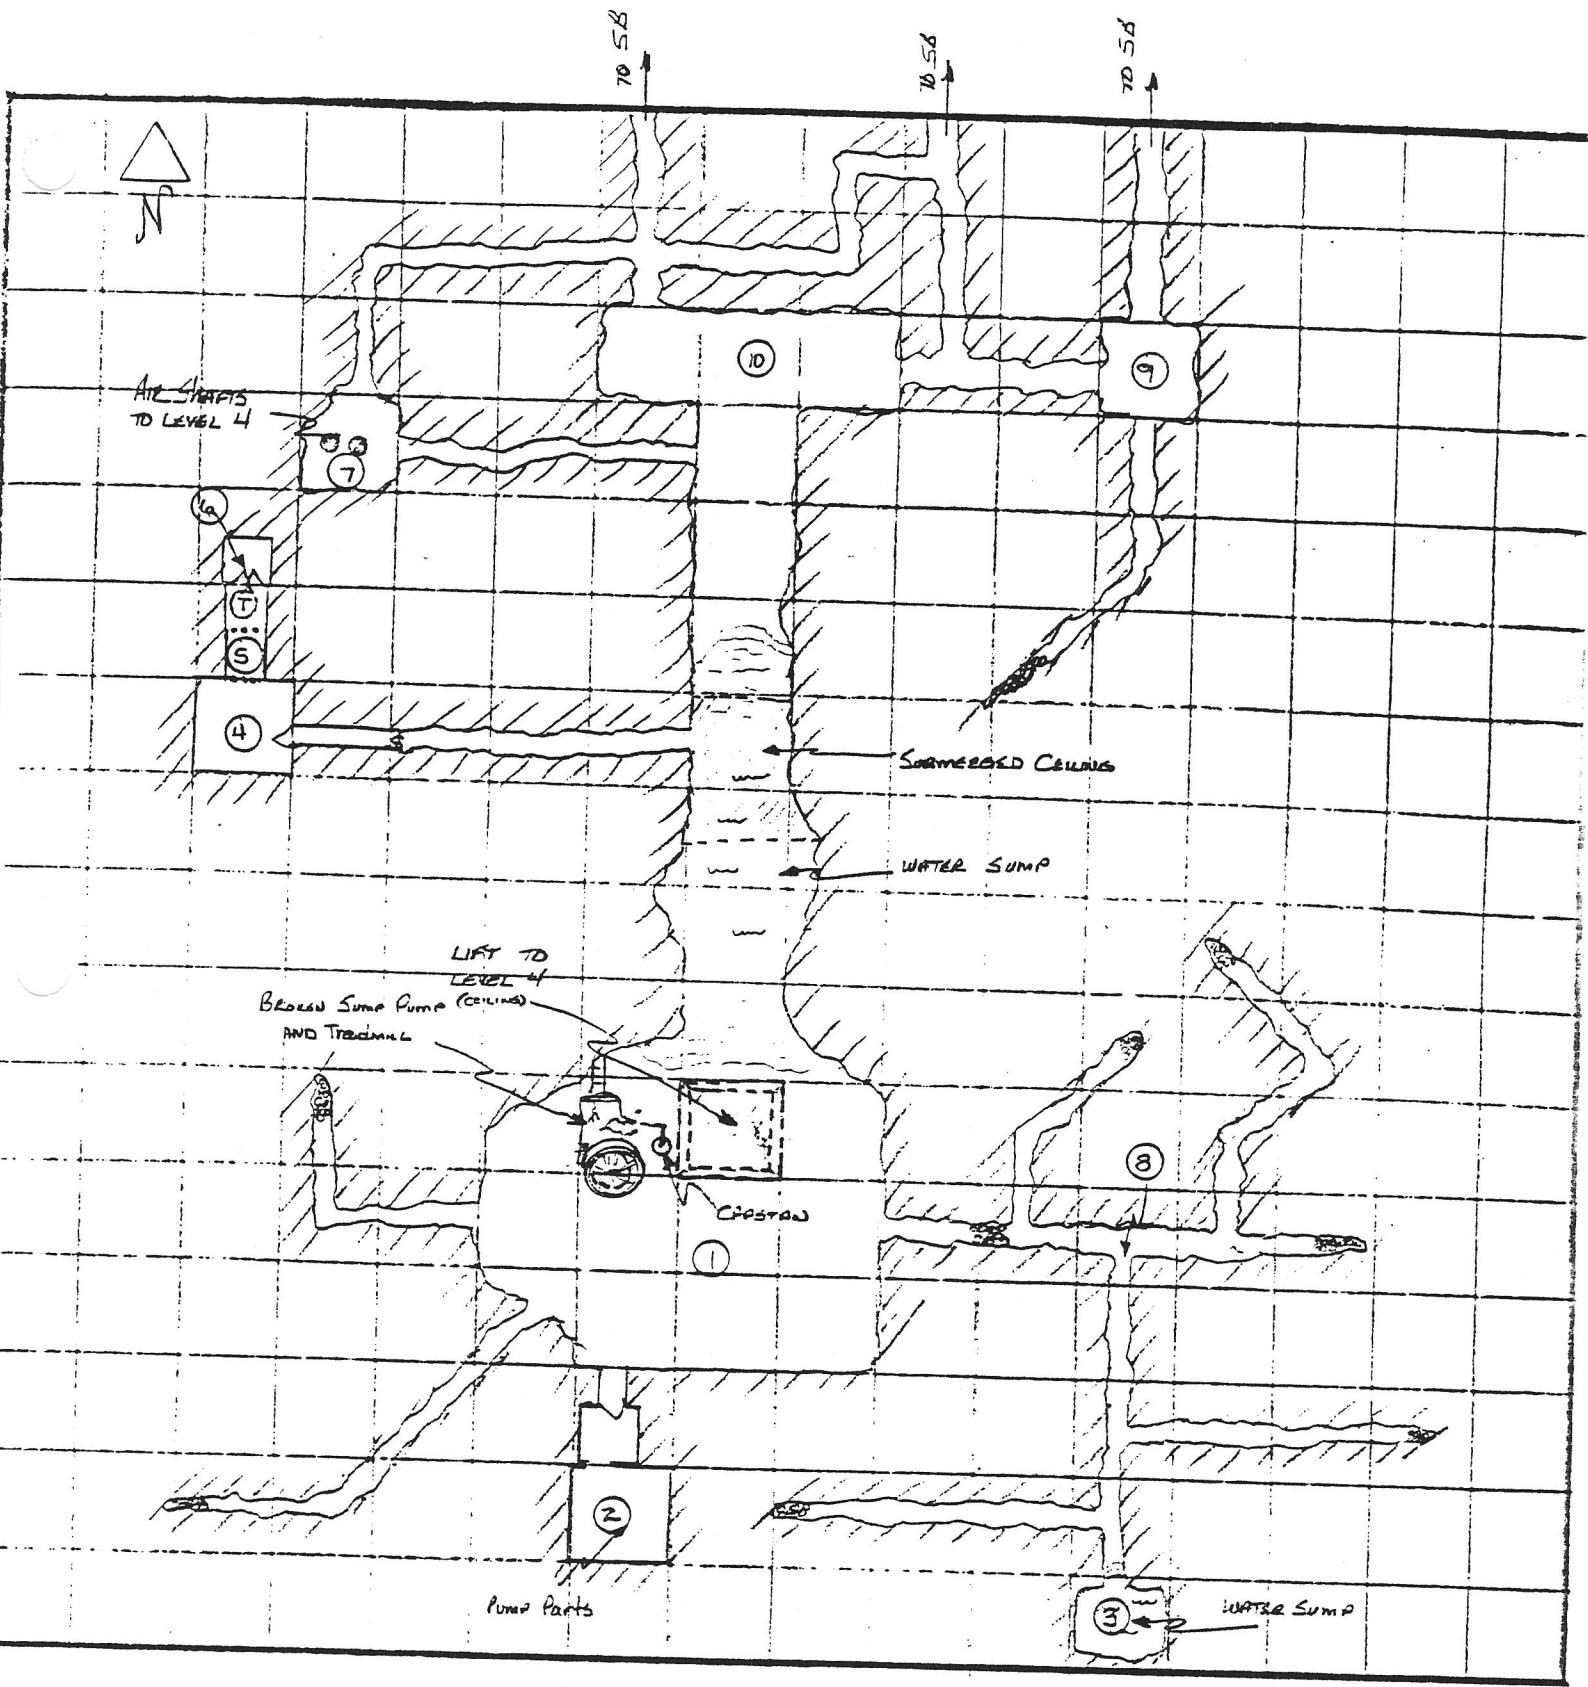 TO 5B
TO 5B
TO 5B
N
10
9
AIR SHAFTS
TO LEVEL 4
7
6
T
5
4
SUBMERGED CEILING
WATER SUMP
LIFT TO
LEVEL 4
(CEILING)
BROKEN SUMP PUMP
AND TREADMILL
8
CAPSTAN
1
S
2
PUMP PARTS
3
WATER SUMP